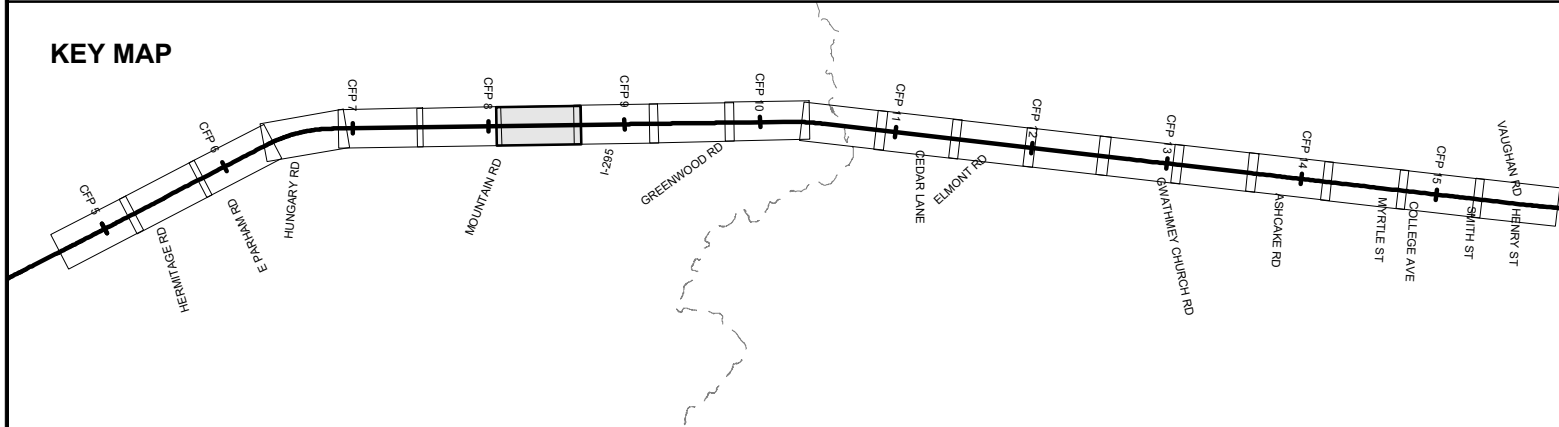 KEY MAP
CFP 5
CFP 6
CFP 7
CFP 8
CFP 9
CFP 10
CFP 11
CFP 12
CFP 13
CFP 14
CFP 15
HERMITAGE RD
E PARHAM RD
HUNGARY RD
MOUNTAIN RD
I-295
GREENWOOD RD
CEDAR LANE
ELMONT RD
GWATHMEY CHURCH RD
ASHCAKE RD
MYRTLE ST
COLLEGE AVE
SMITH ST
VAUGHAN RD
HENRY ST